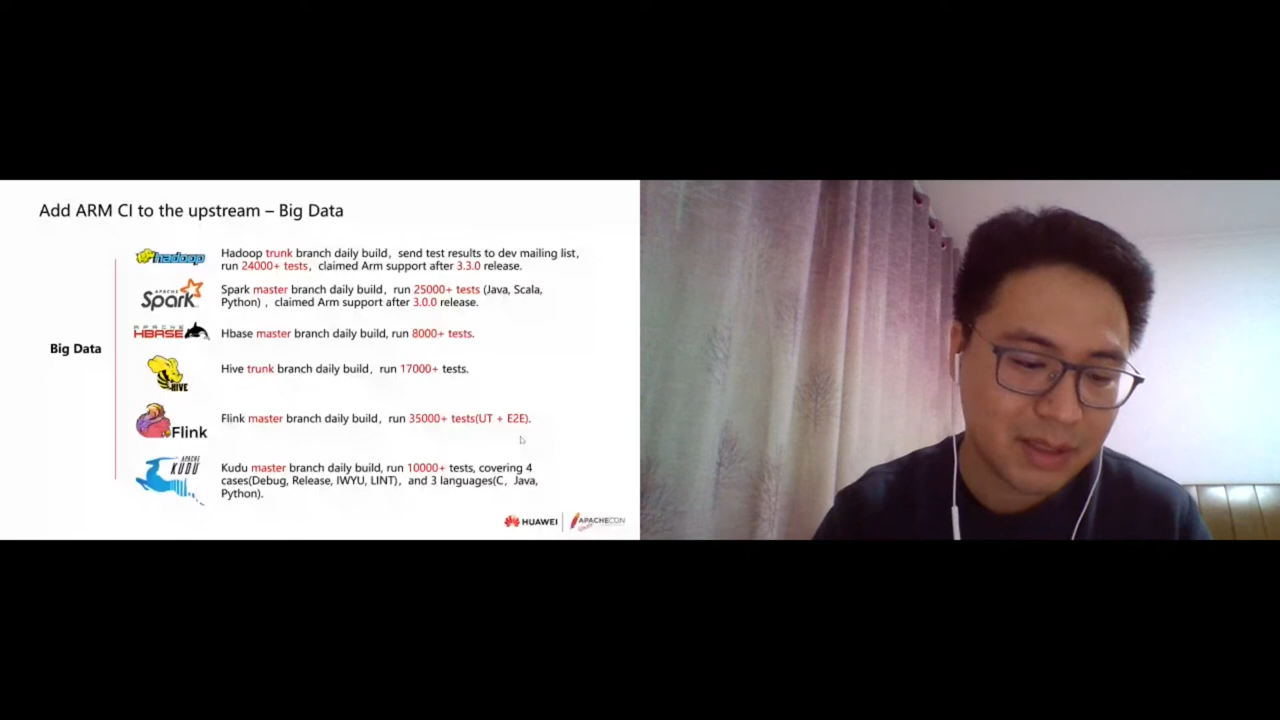 Add ARM CI to the upstream – Big Data
hadoop
Hadoop trunk branch daily build，send test results to dev mailing list,
run 24000+ tests，claimed Arm support after 3.3.0 release.
APACHE
Spark
Spark master branch daily build，run 25000+ tests (Java, Scala,
Python)，claimed Arm support after 3.0.0 release.
APACHE
HBASE
Hbase master branch daily build, run 8000+ tests.
Big Data
HIVE
Hive trunk branch daily build，run 17000+ tests.
Flink
Flink master branch daily build，run 35000+ tests(UT + E2E).
APACHE
KUDU
Kudu master branch daily build, run 10000+ tests, covering 4
cases(Debug, Release, IWYU, LINT)，and 3 languages(C，Java,
Python).
HUAWEI
APACHECON